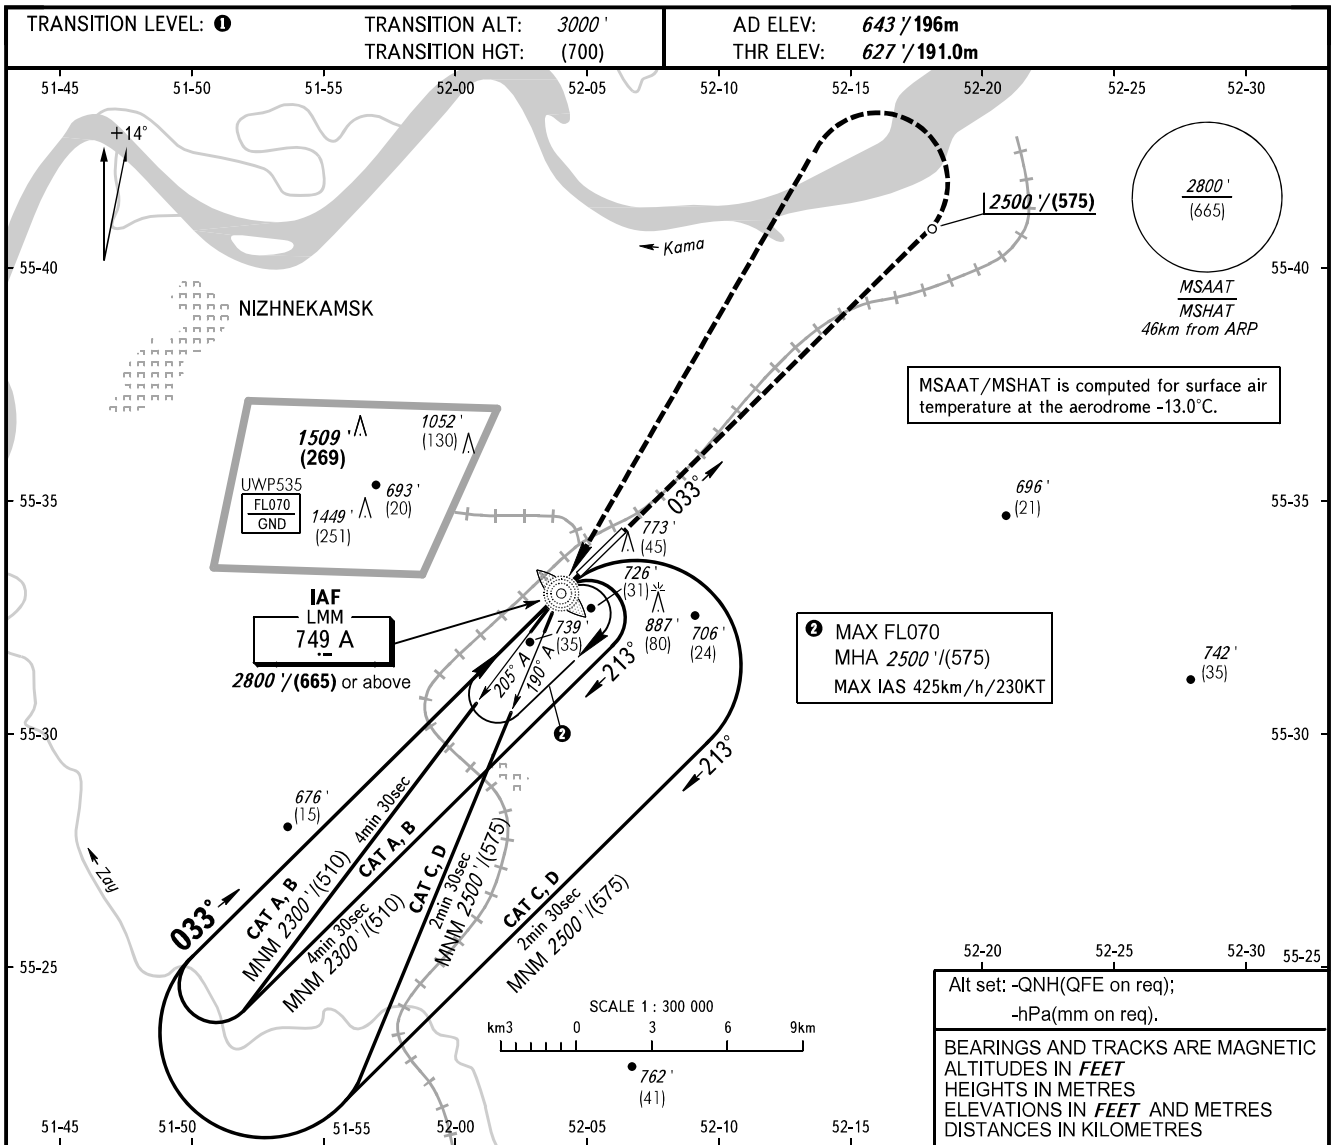 TRANSITION LEVEL: ❶
TRANSITION ALT: 3000 '
TRANSITION HGT: (700)
AD ELEV: 643 '/196m
THR ELEV: 627 '/191.0m
51-45 51-50 51-55 52-00 52-05 52-10 52-15 52-20 52-25 52-30
+14°
2800 '
(665)
MSAAT
MSHAT
46km from ARP
2500 '/(575)
Kama
55-40 55-40
NIZHNEKAMSK
MSAAT/MSHAT is computed for surface air
temperature at the aerodrome -13.0°C.
1509 '
(269)
1052 '
(130)
UWP535
FL070
GND
693 '
(20)
1449 '
(251)
033°
696 '
(21)
55-35 55-35
773 '
(45)
726 '
(31)
IAF
LMM
749 A
.–
2800 '/(665) or above
739 '
(35)
887 '
(80)
706 '
(24)
205° A
190° A
213°
❷ MAX FL070
MHA 2500 '/(575)
MAX IAS 425km/h/230KT
742 '
(35)
❷
55-30 55-30
213°
676 '
(15)
Zay
033°
4min 30sec
CAT A, B
MNM 2300 '/(510)
CAT A, B
4min 30sec
MNM 2300 '/(510)
CAT C, D
2min 30sec
MNM 2500 '/(575)
CAT C, D
2min 30sec
MNM 2500 '/(575)
52-20 52-25 52-30 55-25
55-25
SCALE 1 : 300 000
km3 0 3 6 9km
762 '
(41)
Alt set: -QNH(QFE on req);
-hPa(mm on req).
BEARINGS AND TRACKS ARE MAGNETIC
ALTITUDES IN FEET
HEIGHTS IN METRES
ELEVATIONS IN FEET AND METRES
DISTANCES IN KILOMETRES
51-45 51-50 51-55 52-00 52-05 52-10 52-15